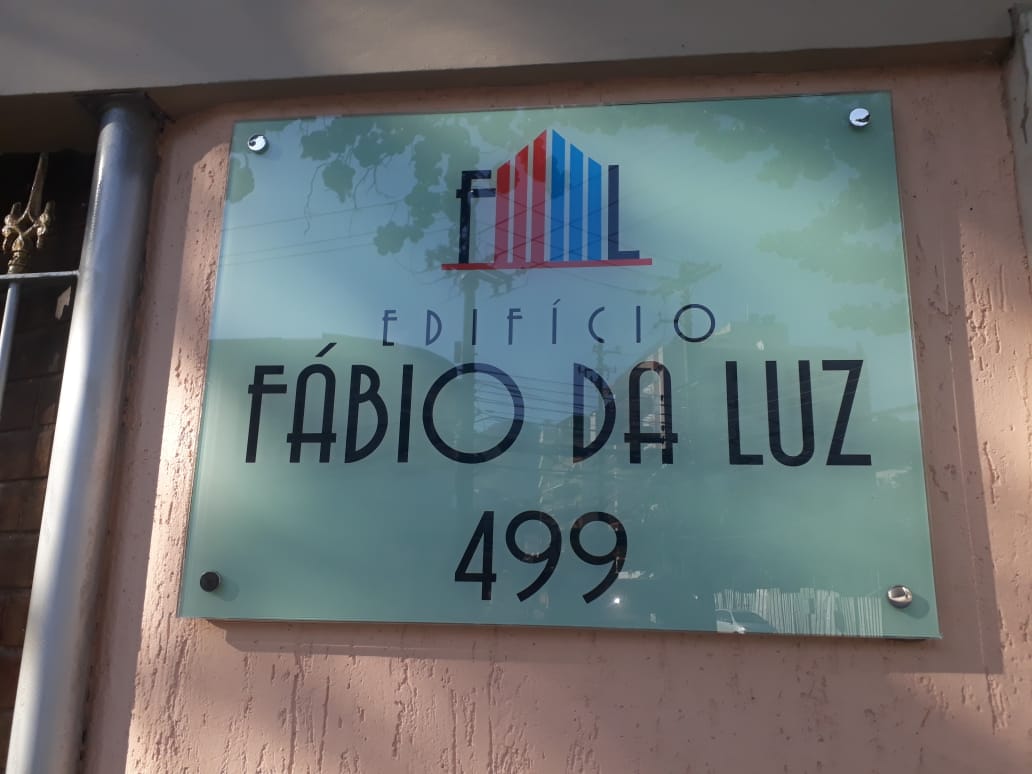 F L
EDIFÍCIO
FÁBIO DA LUZ
499